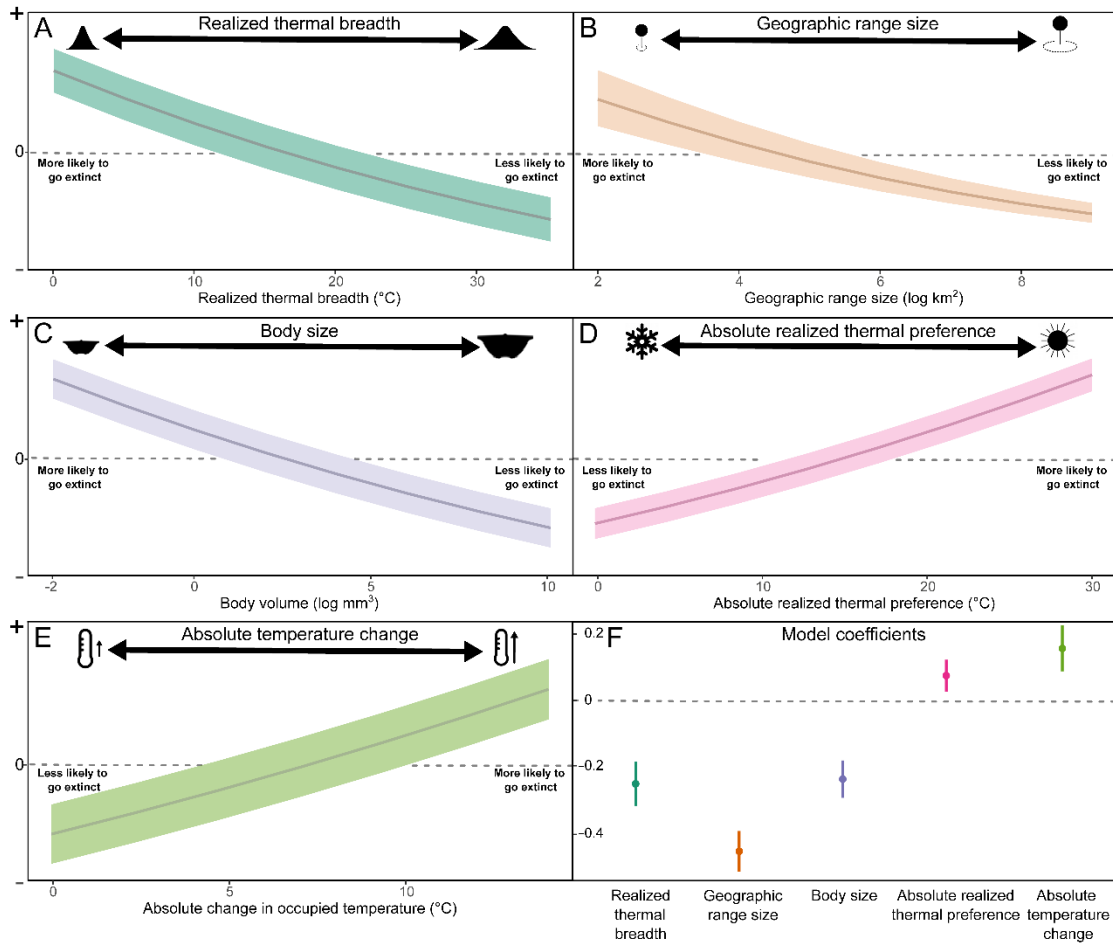 +
A
Realized thermal breadth
0
More likely to
go extinct
Less likely to
go extinct
−
0
10
20
30
Realized thermal breadth (°C)
B
Geographic range size
More likely to
go extinct
Less likely to
go extinct
2
4
6
8
Geographic range size (log km²)
+
C
Body size
0
More likely to
go extinct
Less likely to
go extinct
−
-2
0
5
10
Body volume (log mm³)
D
Absolute realized thermal preference
Less likely to
go extinct
More likely to
go extinct
0
10
20
30
Absolute realized thermal preference (°C)
+
E
Absolute temperature change
0
Less likely to
go extinct
More likely to
go extinct
−
0
5
10
Absolute change in occupied temperature (°C)
F
Model coefficients
0.2
0
−0.2
−0.4
Realized
thermal
breadth
Geographic
range size
Body size
Absolute realized
thermal preference
Absolute
temperature
change